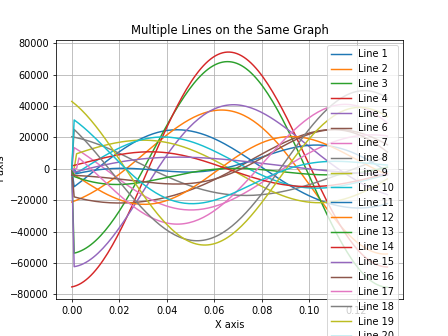 Multiple Lines on the Same Graph
80000
60000
40000
20000
0
−20000
−40000
−60000
−80000
0.00 0.02 0.04 0.06 0.08 0.10
X axis
Line 1
Line 2
Line 3
Line 4
Line 5
Line 6
Line 7
Line 8
Line 9
Line 10
Line 11
Line 12
Line 13
Line 14
Line 15
Line 16
Line 17
Line 18
Line 19
Line 20